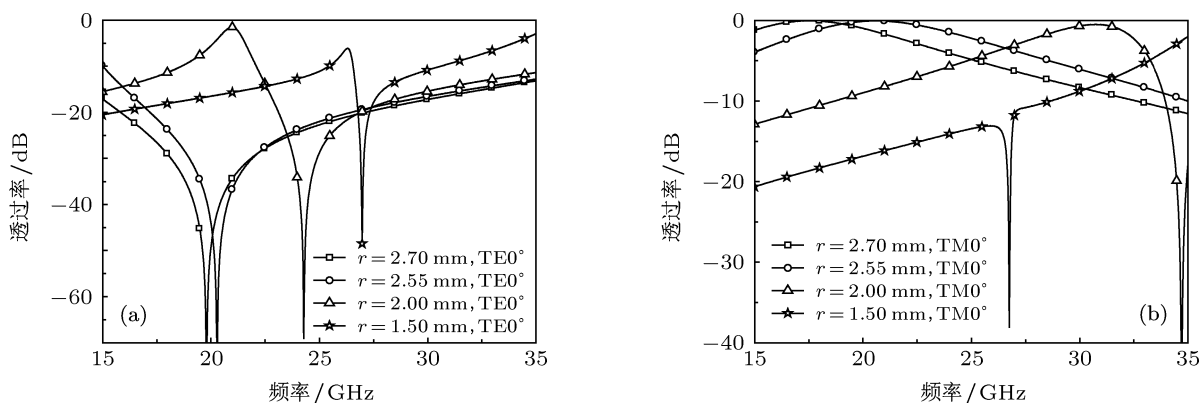 0
−20
−40
−60
透过率/dB
(a)
r=2.70 mm, TE0°
r=2.55 mm, TE0°
r=2.00 mm, TE0°
r=1.50 mm, TE0°
15 20 25 30 35
频率/GHz
0
−10
−20
−30
−40
透过率/dB
r=2.70 mm, TM0°
r=2.55 mm, TM0°
r=2.00 mm, TM0°
r=1.50 mm, TM0°
(b)
15 20 25 30 35
频率/GHz